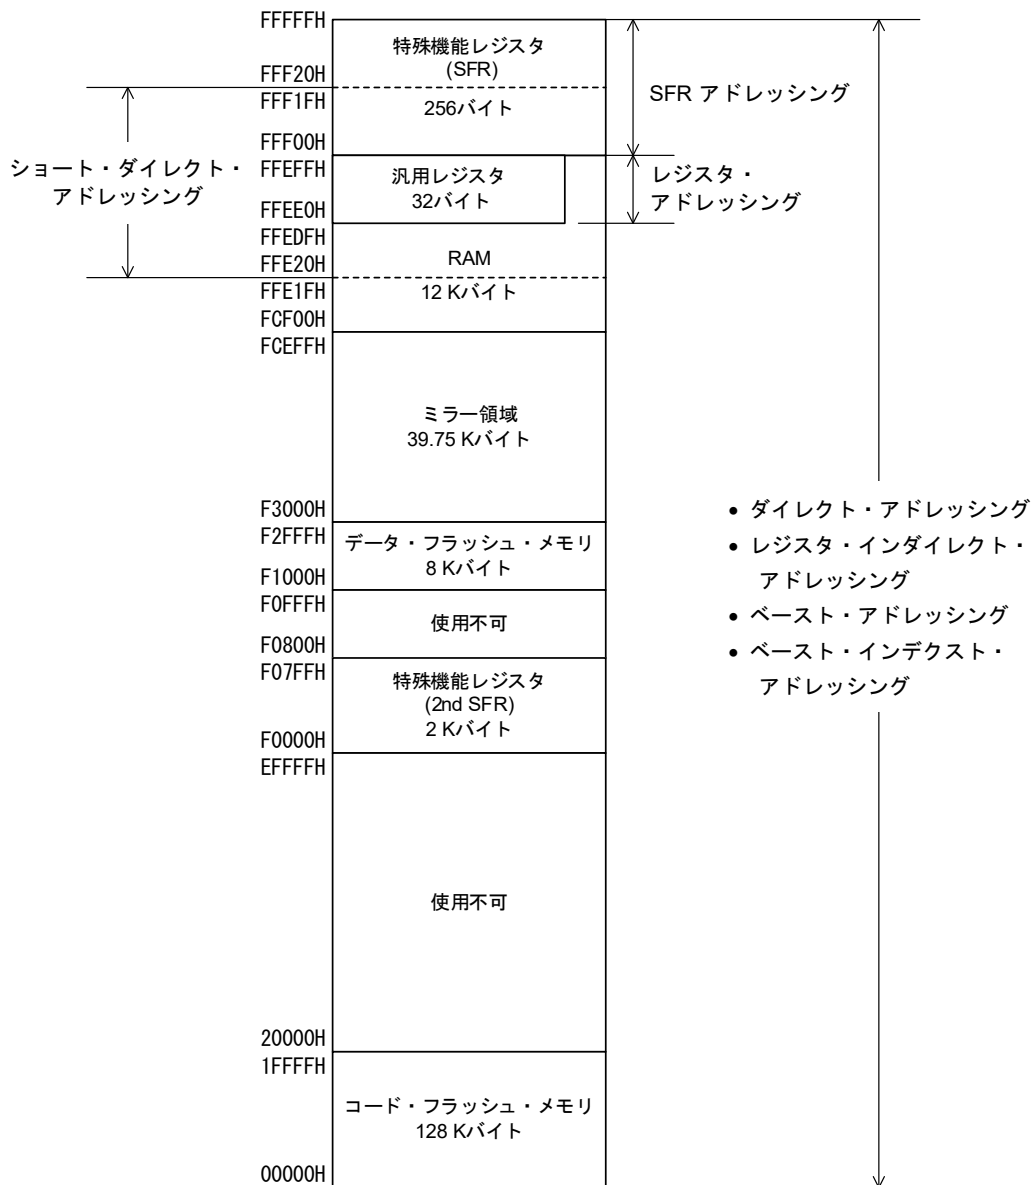 FFFFFH
特殊機能レジスタ
(SFR)
256バイト
FFF20H
FFF1FH
FFF00H
SFR アドレッシング
ショート・ダイレクト・
アドレッシング
FFEFFH
汎用レジスタ
32バイト
FFEE0H
レジスタ・
アドレッシング
FFEDFH
FFE20H
RAM
12 Kバイト
FFE1FH
FCF00H
FCEFFH
ミラー領域
39.75 Kバイト
F3000H
F2FFFH
データ・フラッシュ・メモリ
8 Kバイト
F1000H
F0FFFH
使用不可
F0800H
F07FFH
特殊機能レジスタ
(2nd SFR)
2 Kバイト
F0000H
EFFFFH
使用不可
20000H
1FFFFH
コード・フラッシュ・メモリ
128 Kバイト
00000H
• ダイレクト・アドレッシング
• レジスタ・インダイレクト・
アドレッシング
• ベースト・アドレッシング
• ベースト・インデクスト・
アドレッシング